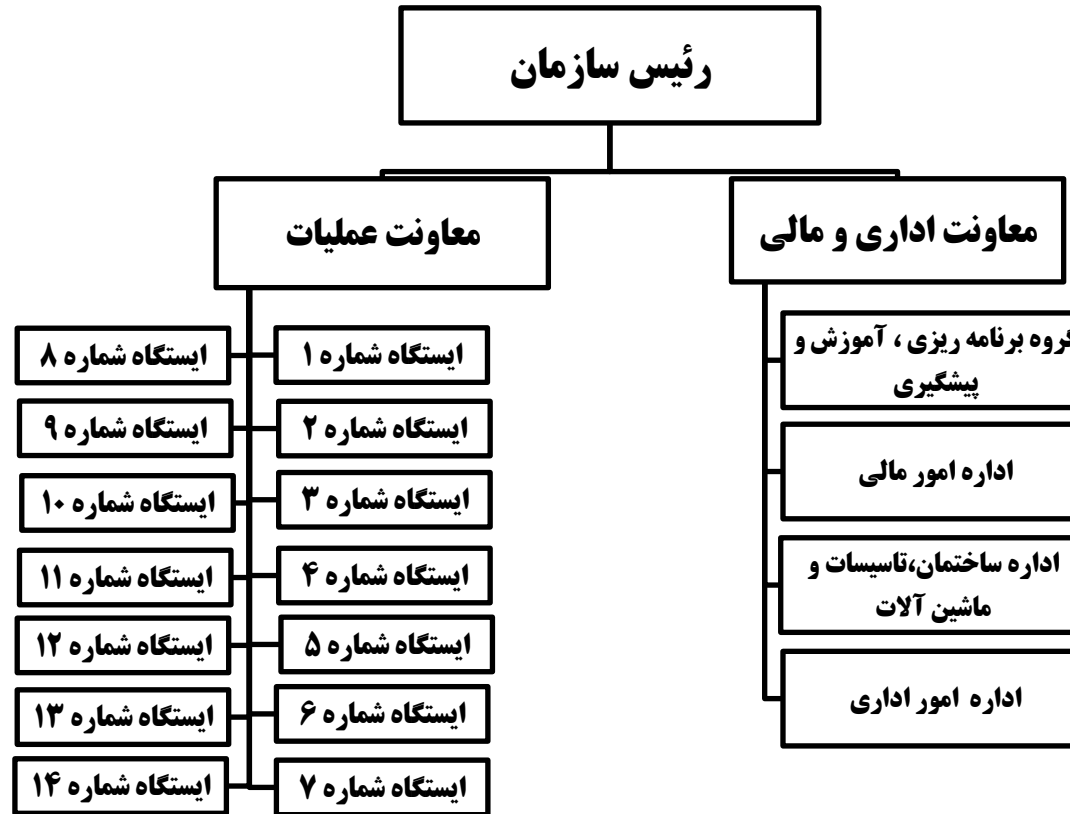 رئیس سازمان
معاونت اداری و مالی
گروه برنامه ریزی ، آموزش و
پیشگیری
اداره امور مالی
اداره ساختمان،تاسیسات و
ماشین آلات
اداره امور اداری
معاونت عملیات
ایستگاه شماره ۱
ایستگاه شماره ۲
ایستگاه شماره ۳
ایستگاه شماره ۴
ایستگاه شماره ۵
ایستگاه شماره ۶
ایستگاه شماره ۷
ایستگاه شماره ۸
ایستگاه شماره ۹
ایستگاه شماره ۱۰
ایستگاه شماره ۱۱
ایستگاه شماره ۱۲
ایستگاه شماره ۱۳
ایستگاه شماره ۱۴